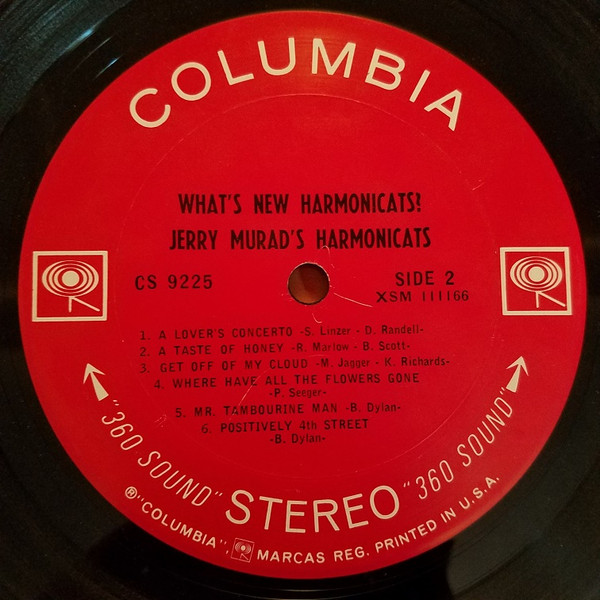 COLUMBIA
WHAT'S NEW HARMONICATS?
JERRY MURAD'S HARMONICATS
CS 9225
SIDE 2
XSM 111166
1. A LOVER'S CONCERTO -S. Linzer - D. Randell-
2. A TASTE OF HONEY -R. Marlow - B. Scott-
3. GET OFF OF MY CLOUD -M. Jagger - K. Richards-
4. WHERE HAVE ALL THE FLOWERS GONE
-P. Seeger-
5. MR. TAMBOURINE MAN -B. Dylan-
6. POSITIVELY 4th STREET
-B. Dylan-
"360 SOUND" STEREO "360 SOUND"
®"COLUMBIA", MARCAS REG. PRINTED IN U.S.A.